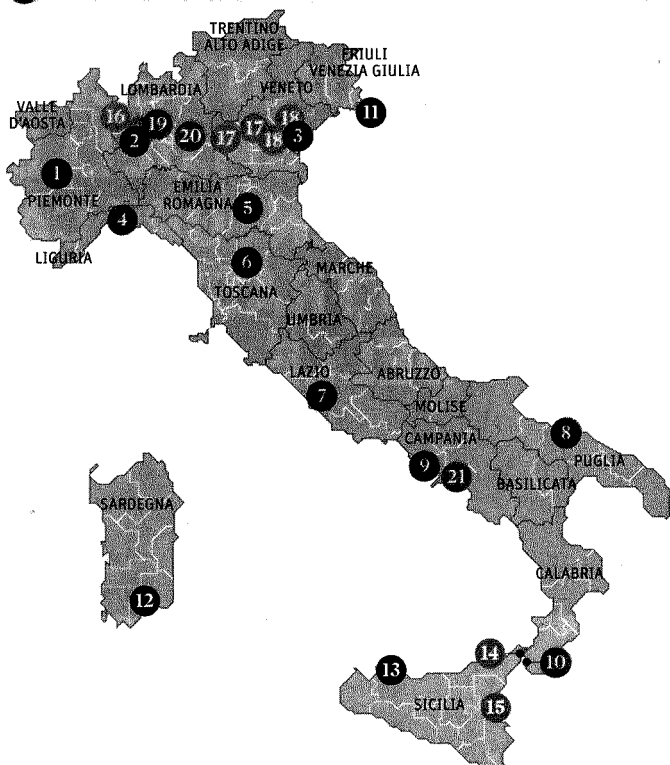 TRENTINO
ALTO ADIGE
FRIULI
VENEZIA GIULIA
LOMBARDIA
VENETO
VALLE
D'AOSTA
16
19
18
11
2
20
17
17
18
3
1
PIEMONTE
EMILIA
ROMAGNA
5
4
LIGURIA
6
TOSCANA
MARCHE
UMBRIA
LAZIO
ABRUZZO
7
MOLISE
CAMPANIA
8
PUGLIA
9
21
BASILICATA
SARDEGNA
CALABRIA
12
14
10
13
SICILIA
15